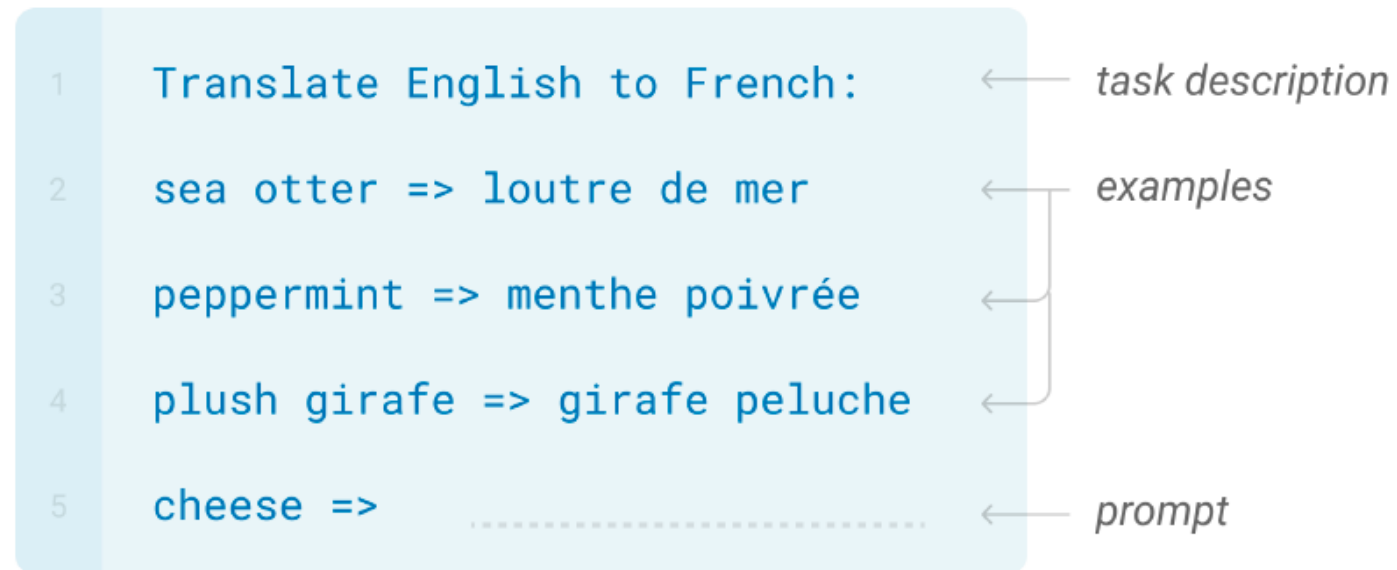 1 Translate English to French: task description
2 sea otter => loutre de mer examples
3 peppermint => menthe poivrée
4 plush girafe => girafe peluche
5 cheese => prompt